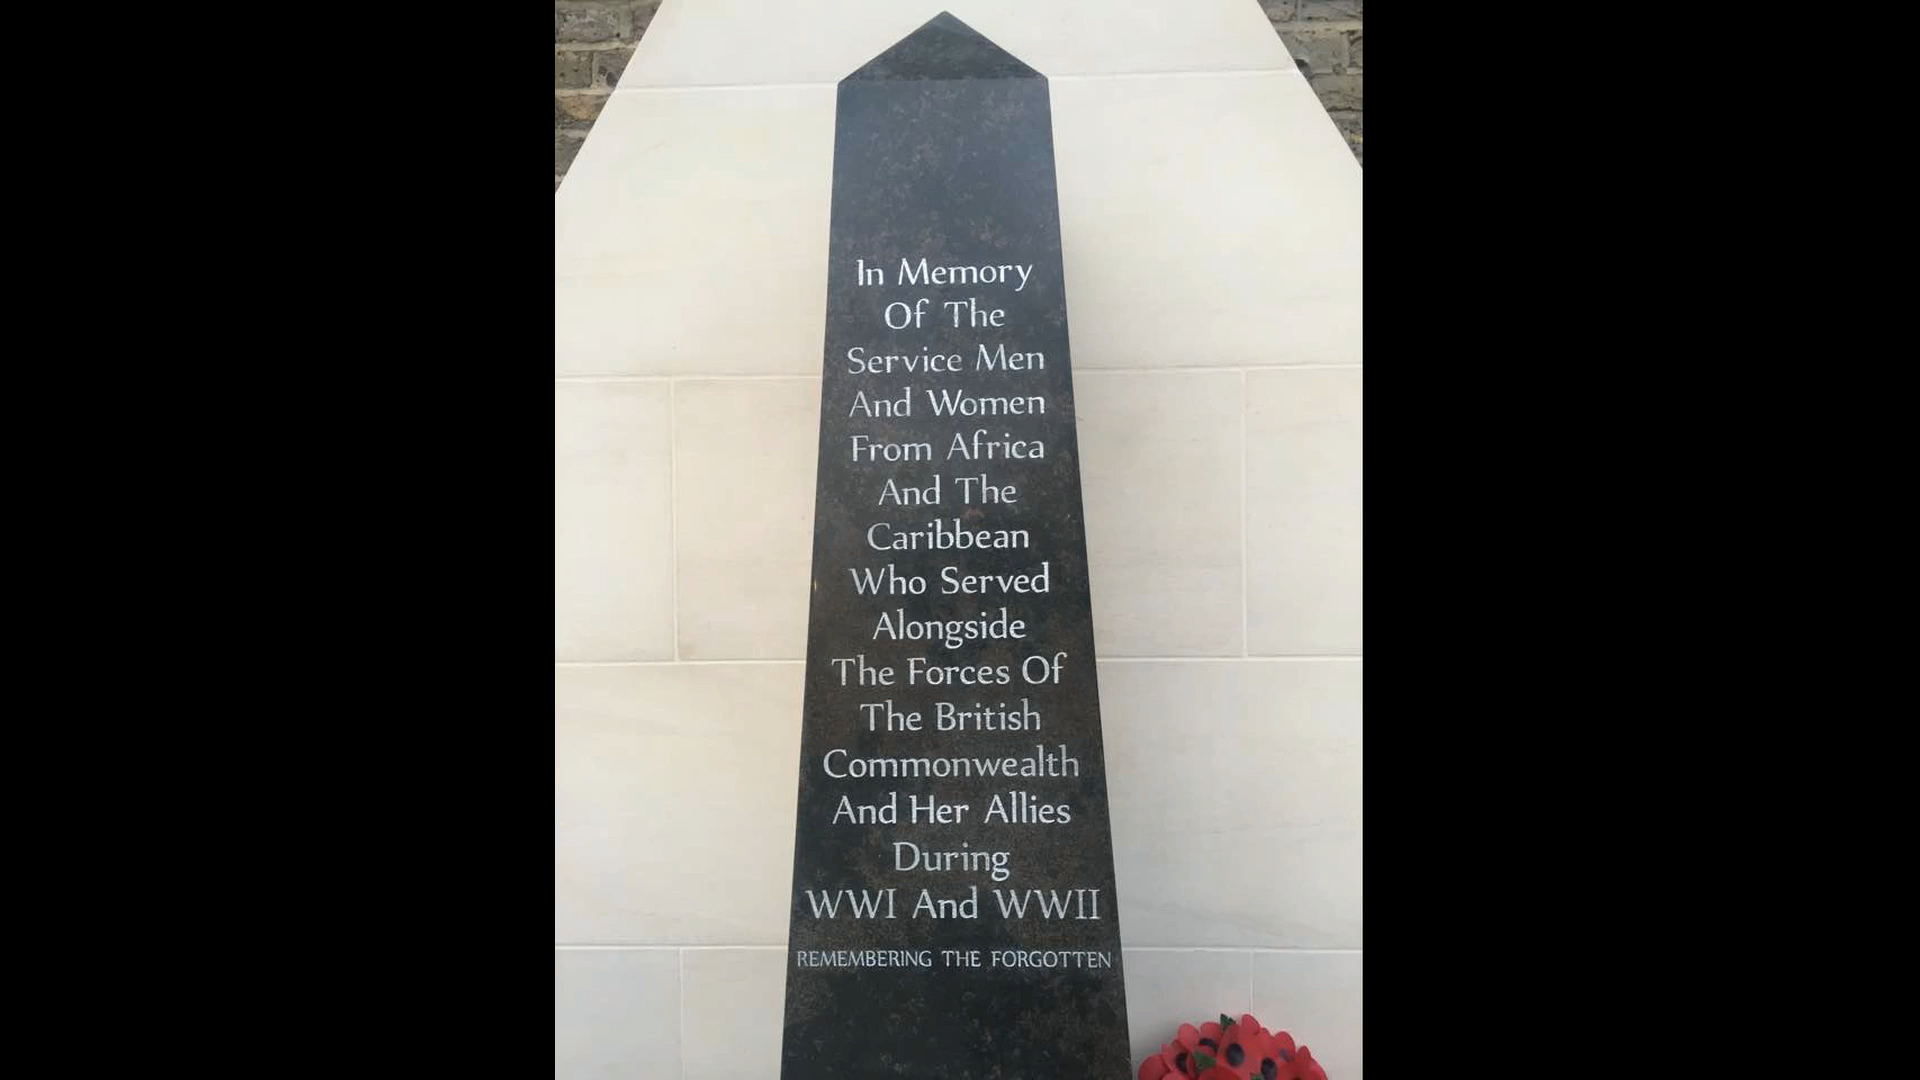 In Memory
Of The
Service Men
And Women
From Africa
And The
Caribbean
Who Served
Alongside
The Forces Of
The British
Commonwealth
And Her Allies
During
WWI And WWII
REMEMBERING THE FORGOTTEN